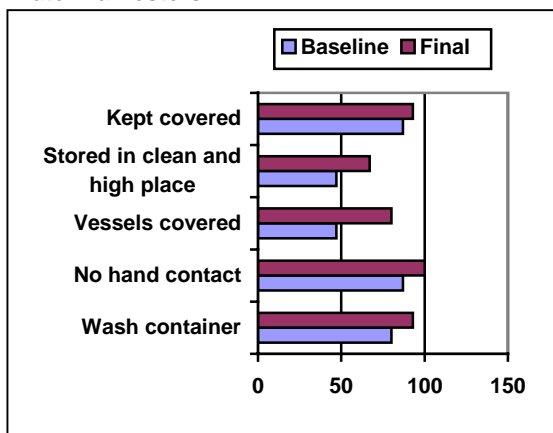 Baseline Final
Kept covered
Stored in clean and
high place
Vessels covered
No hand contact
Wash container
0 50 100 150